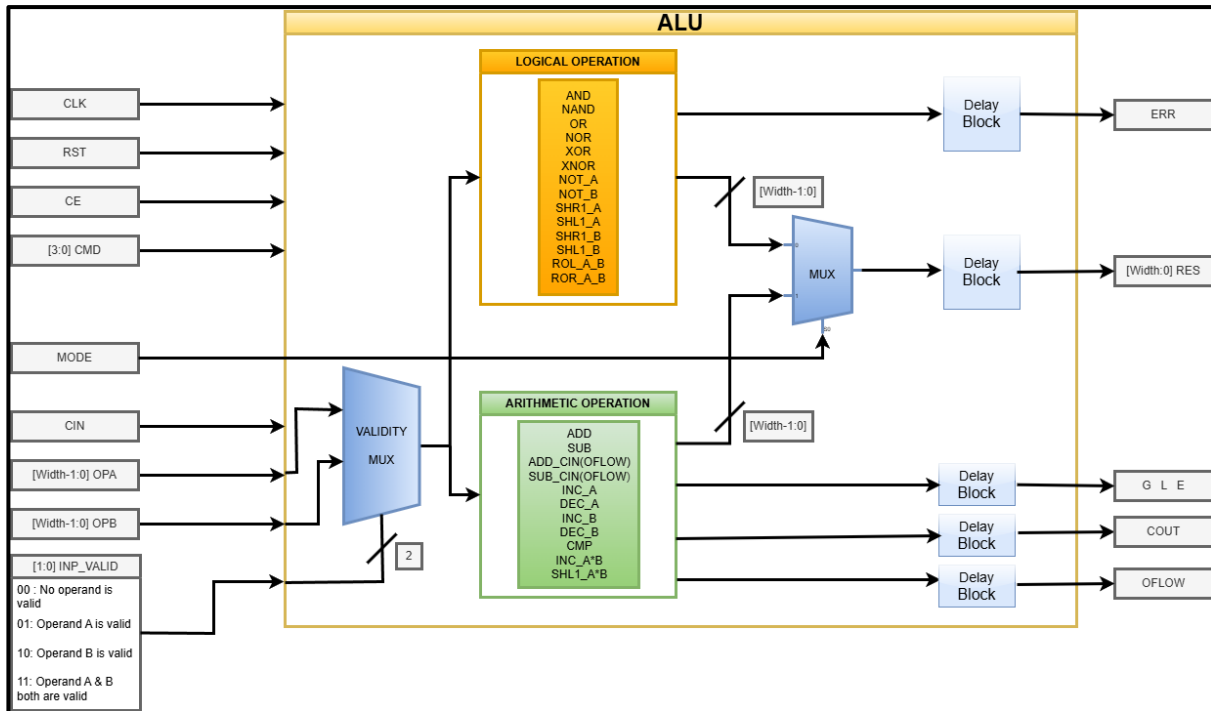 ALU
CLK
RST
CE
[3:0] CMD
MODE
CIN
[Width-1:0] OPA
[Width-1:0] OPB
[1:0] INP_VALID
00 : No operand is
valid
01: Operand A is valid
10: Operand B is valid
11: Operand A & B
both are valid
VALIDITY
MUX
2
LOGICAL OPERATION
AND
NAND
OR
NOR
XOR
XNOR
NOT_A
NOT_B
SHR1_A
SHL1_A
SHR1_B
SHL1_B
ROL_A_B
ROR_A_B
ARITHMETIC OPERATION
ADD
SUB
ADD_CIN(OFLOW)
SUB_CIN(OFLOW)
INC_A
DEC_A
INC_B
DEC_B
CMP
INC_A*B
SHL1_A*B
[Width-1:0]
[Width-1:0]
0
MUX
1
S0
Delay
Block
ERR
Delay
Block
[Width:0] RES
Delay
Block
G L E
Delay
Block
COUT
Delay
Block
OFLOW